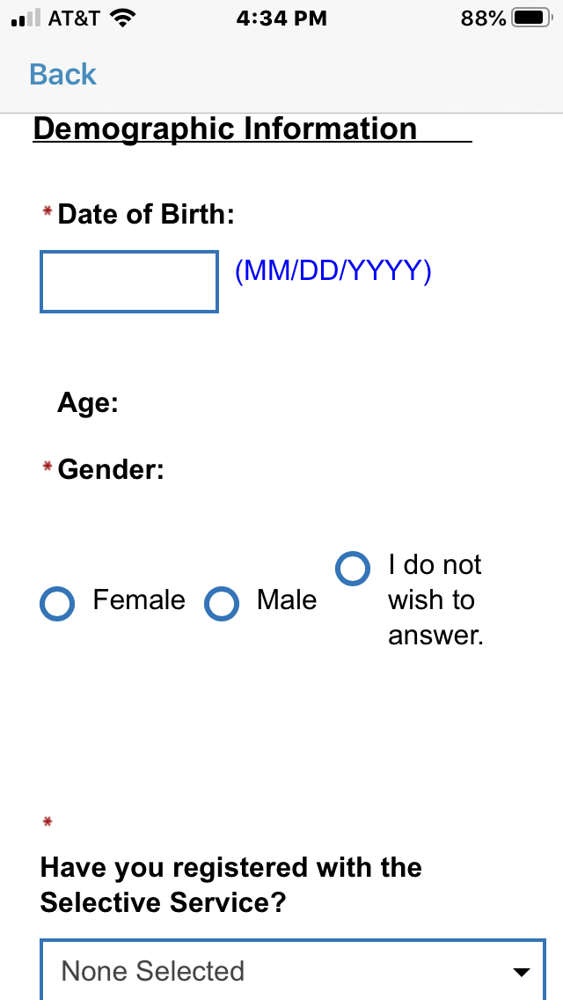 AT&T 4:34 PM 88%
Back
Demographic Information
* Date of Birth:
(MM/DD/YYYY)
Age:
* Gender:
Female Male I do not
wish to
answer.
*
Have you registered with the
Selective Service?
None Selected